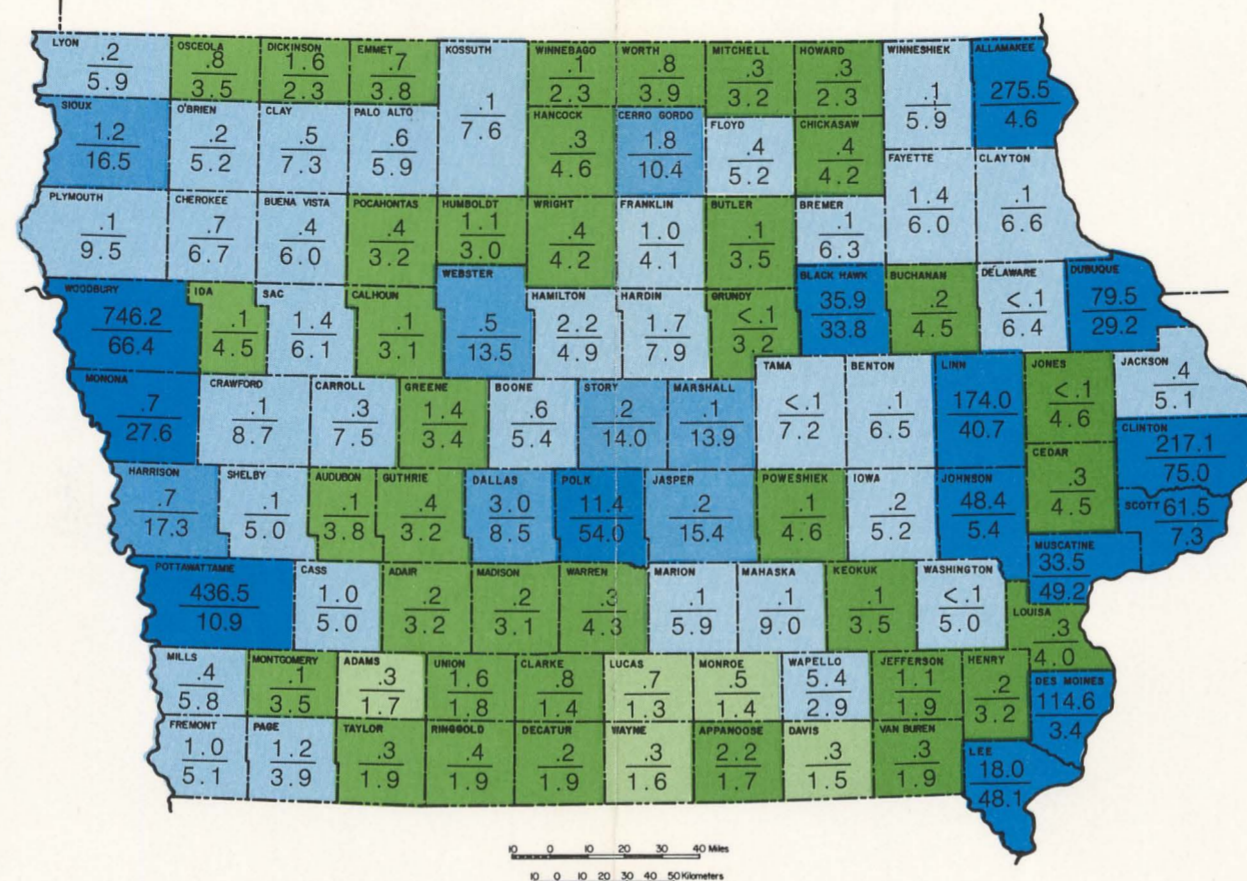 LYON
.2
5.9
OSCEOLA
.8
3.5
DICKINSON
1.6
2.3
EMMET
.7
3.8
KOSSUTH
.1
7.6
WINNEBAGO
.1
2.3
WORTH
.8
3.9
MITCHELL
.3
3.2
HOWARD
.3
2.3
WINNESHIEK
.1
5.9
ALLAMAKEE
275.5
4.6
SIOUX
1.2
16.5
O'BRIEN
.2
5.2
CLAY
.5
7.3
PALO ALTO
.6
5.9
HANCOCK
.3
4.6
CERRO GORDO
1.8
10.4
FLOYD
.4
5.2
CHICKASAW
.4
4.2
FAYETTE
1.4
6.0
CLAYTON
.1
6.6
PLYMOUTH
.1
9.5
CHEROKEE
.7
6.7
BUENA VISTA
.4
6.0
POCAHONTAS
.4
3.2
HUMBOLDT
1.1
3.0
WRIGHT
.4
4.2
FRANKLIN
1.0
4.1
BUTLER
.1
3.5
BREMER
.1
6.3
WOODBURY
746.2
66.4
IDA
.1
4.5
SAC
1.4
6.1
CALHOUN
.1
3.1
WEBSTER
.5
13.5
HAMILTON
2.2
4.9
HARDIN
1.7
7.9
GRUNDY
<.1
3.2
BLACK HAWK
35.9
33.8
BUCHANAN
.2
4.5
DELAWARE
<.1
6.4
DUBUQUE
79.5
29.2
MONONA
.7
27.6
CRAWFORD
.1
8.7
CARROLL
.3
7.5
GREENE
1.4
3.4
BOONE
.6
5.4
STORY
.2
14.0
MARSHALL
.1
13.9
TAMA
<.1
7.2
BENTON
.1
6.5
LINN
174.0
40.7
JONES
<.1
4.6
JACKSON
.4
5.1
CLINTON
217.1
75.0
CEDAR
.3
4.5
SCOTT
61.5
7.3
HARRISON
.7
17.3
SHELBY
.1
5.0
AUDUBON
.1
3.8
GUTHRIE
.4
3.2
DALLAS
3.0
8.5
POLK
11.4
54.0
JASPER
.2
15.4
POWESHIEK
.1
4.6
IOWA
.2
5.2
JOHNSON
48.4
5.4
MUSCATINE
33.5
49.2
POTTAWATTAMIE
436.5
10.9
CASS
1.0
5.0
ADAIR
.2
3.2
MADISON
.2
3.1
WARREN
.3
4.3
MARION
.1
5.9
MAHASKA
.1
9.0
KEOKUK
.1
3.5
WASHINGTON
<.1
5.0
LOUISA
.3
4.0
MILLS
.4
5.8
MONTGOMERY
.1
3.5
ADAMS
.3
1.7
UNION
1.6
1.8
CLARKE
.8
1.4
LUCAS
.7
1.3
MONROE
.5
1.4
WAPELLO
5.4
2.9
JEFFERSON
1.1
1.9
HENRY
.2
3.2
DES MOINES
114.6
3.4
FREMONT
1.0
5.1
PAGE
1.2
3.9
TAYLOR
.3
1.9
RINGGOLD
.4
1.9
DECATUR
.2
1.9
WAYNE
.3
1.6
APPANOOSE
2.2
1.7
DAVIS
.3
1.5
VAN BUREN
.3
1.9
LEE
18.0
48.1
10 0 10 20 30 40 Miles
10 0 10 20 30 40 50 Kilometers